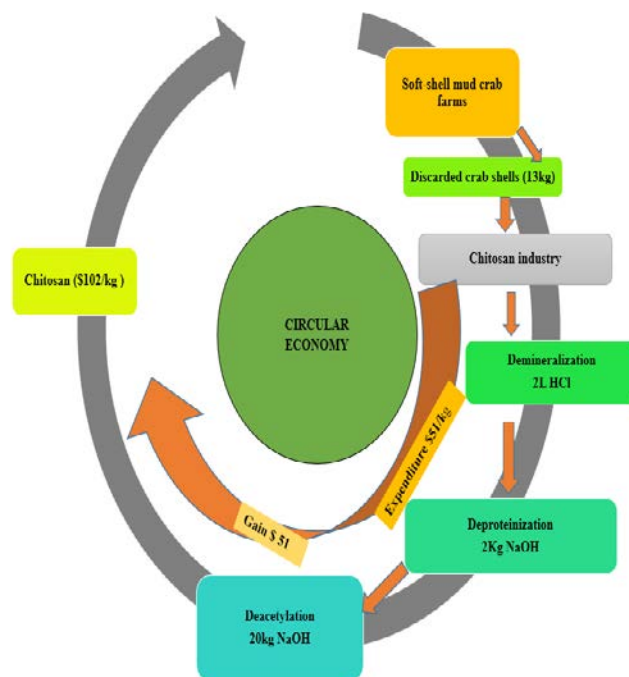 Soft-shell mud crab
farms
Discarded crab shells (13kg)
Chitosan industry
Demineralization
2L HCl
Deproteinization
2Kg NaOH
Deacetylation
20kg NaOH
Chitosan ($102/kg )
CIRCULAR
ECONOMY
Expenditure $51/kg
Gain $ 51